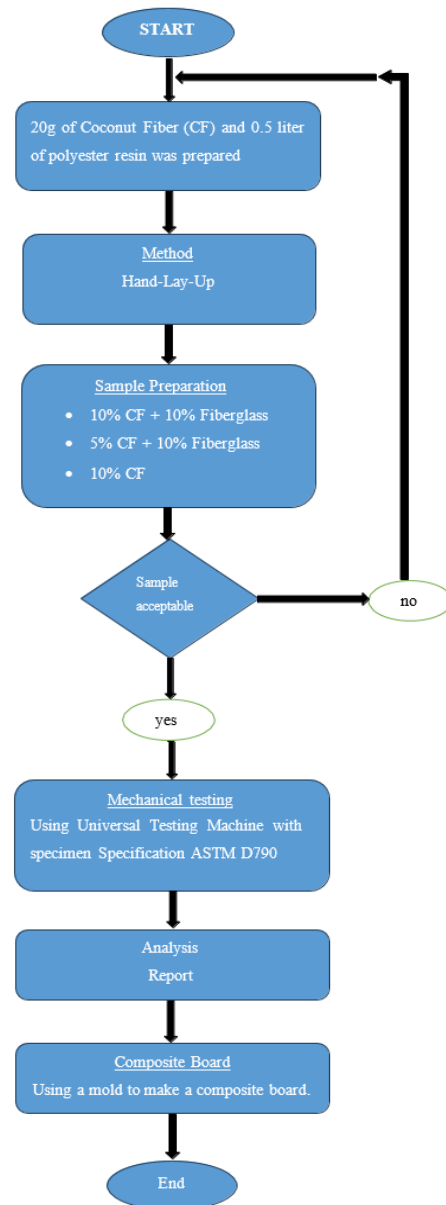 START
20g of Coconut Fiber (CF) and 0.5 liter
of polyester resin was prepared
Method
Hand-Lay-Up
Sample Preparation
• 10% CF + 10% Fiberglass
• 5% CF + 10% Fiberglass
• 10% CF
Sample
acceptable
no
yes
Mechanical testing
Using Universal Testing Machine with
specimen Specification ASTM D790
Analysis
Report
Composite Board
Using a mold to make a composite board.
End